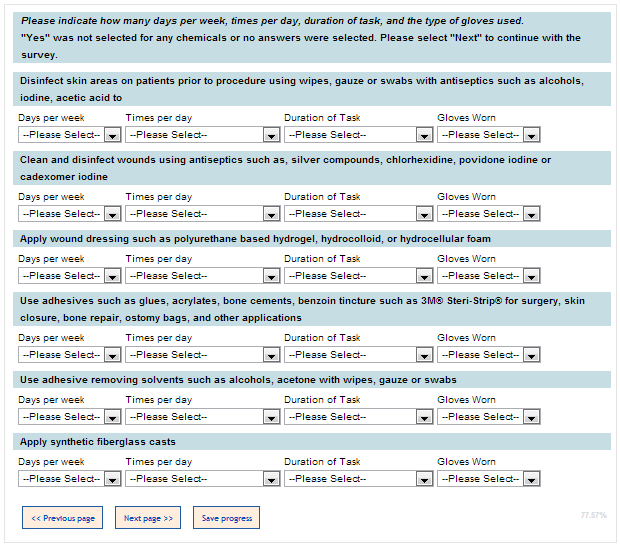 Please indicate how many days per week, times per day, duration of task, and the type of gloves used.
"Yes" was not selected for any chemicals or no answers were selected. Please select "Next" to continue with the
survey.
Disinfect skin areas on patients prior to procedure using wipes, gauze or swabs with antiseptics such as alcohols,
iodine, acetic acid to
Days per week Times per day Duration of Task Gloves Worn
--Please Select-- --Please Select-- --Please Select-- --Please Select--
Clean and disinfect wounds using antiseptics such as, silver compounds, chlorhexidine, povidone iodine or
cadexomer iodine
Days per week Times per day Duration of Task Gloves Worn
--Please Select-- --Please Select-- --Please Select-- --Please Select--
Apply wound dressing such as polyurethane based hydrogel, hydrocolloid, or hydrocellular foam
Days per week Times per day Duration of Task Gloves Worn
--Please Select-- --Please Select-- --Please Select-- --Please Select--
Use adhesives such as glues, acrylates, bone cements, benzoin tincture such as 3M® Steri-Strip® for surgery, skin
closure, bone repair, ostomy bags, and other applications
Days per week Times per day Duration of Task Gloves Worn
--Please Select-- --Please Select-- --Please Select-- --Please Select--
Use adhesive removing solvents such as alcohols, acetone with wipes, gauze or swabs
Days per week Times per day Duration of Task Gloves Worn
--Please Select-- --Please Select-- --Please Select-- --Please Select--
Apply synthetic fiberglass casts
Days per week Times per day Duration of Task Gloves Worn
--Please Select-- --Please Select-- --Please Select-- --Please Select--
<< Previous page Next page >> Save progress 77.57%